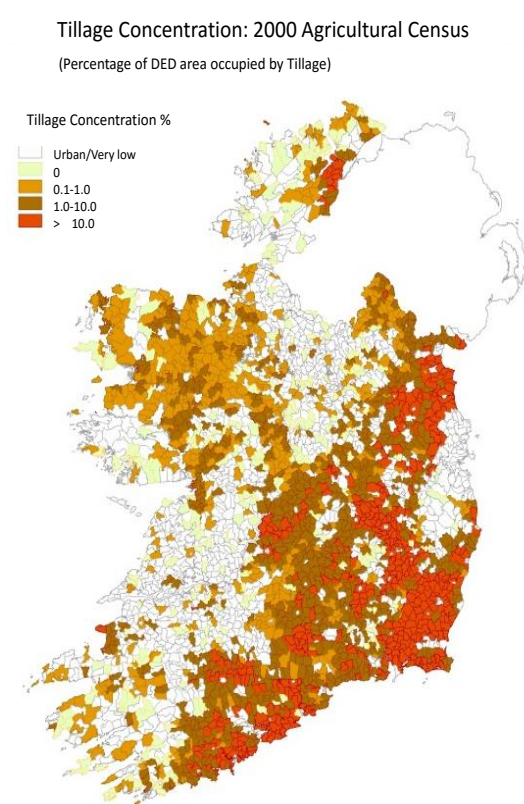 Tillage Concentration: 2000 Agricultural Census
(Percentage of DED area occupied by Tillage)
Tillage Concentration %
Urban/Very low
0
0.1-1.0
1.0-10.0
> 10.0